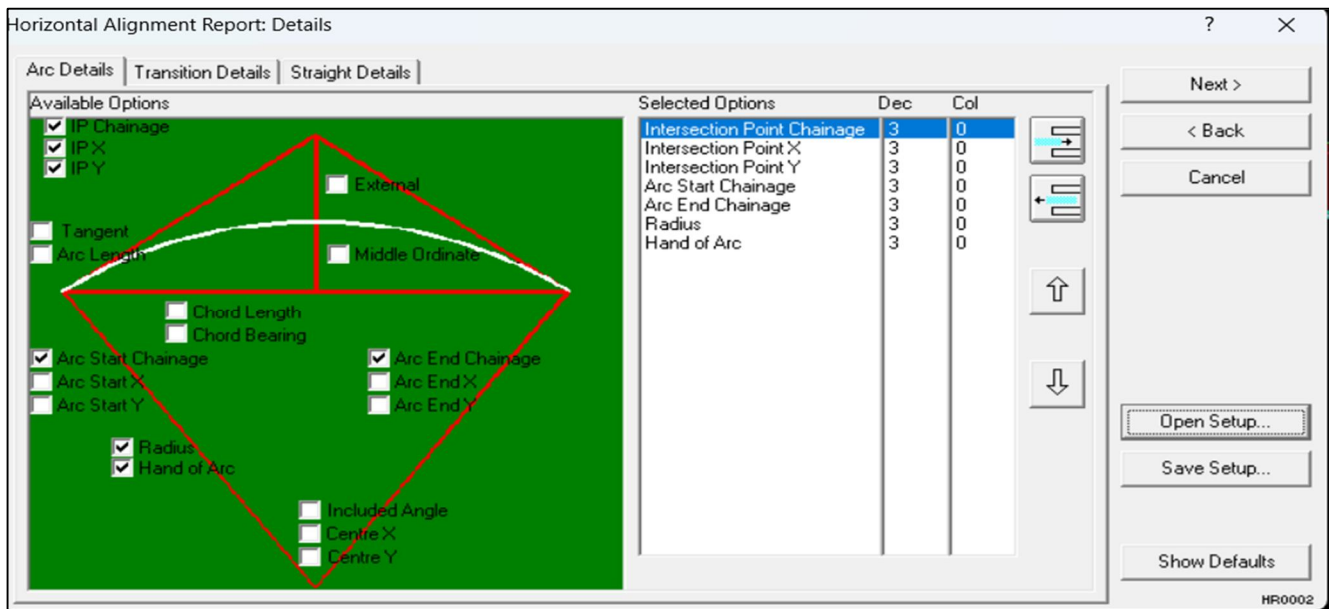 Horizontal Alignment Report: Details
?
Arc Details
Transition Details
Straight Details
Available Options
IP Chainage
IP X
IP Y
External
Tangent
Arc Length
Middle Ordinate
Chord Length
Chord Bearing
Arc Start Chainage
Arc End Chainage
Arc Start X
Arc End X
Arc Start Y
Arc End Y
Radius
Hand of Arc
Included Angle
Centre X
Centre Y
Selected Options Dec Col
Intersection Point Chainage 3 0
Intersection Point X 3 0
Intersection Point Y 3 0
Arc Start Chainage 3 0
Arc End Chainage 3 0
Radius 3 0
Hand of Arc 3 0
Next >
< Back
Cancel
Open Setup...
Save Setup...
Show Defaults
HR0002